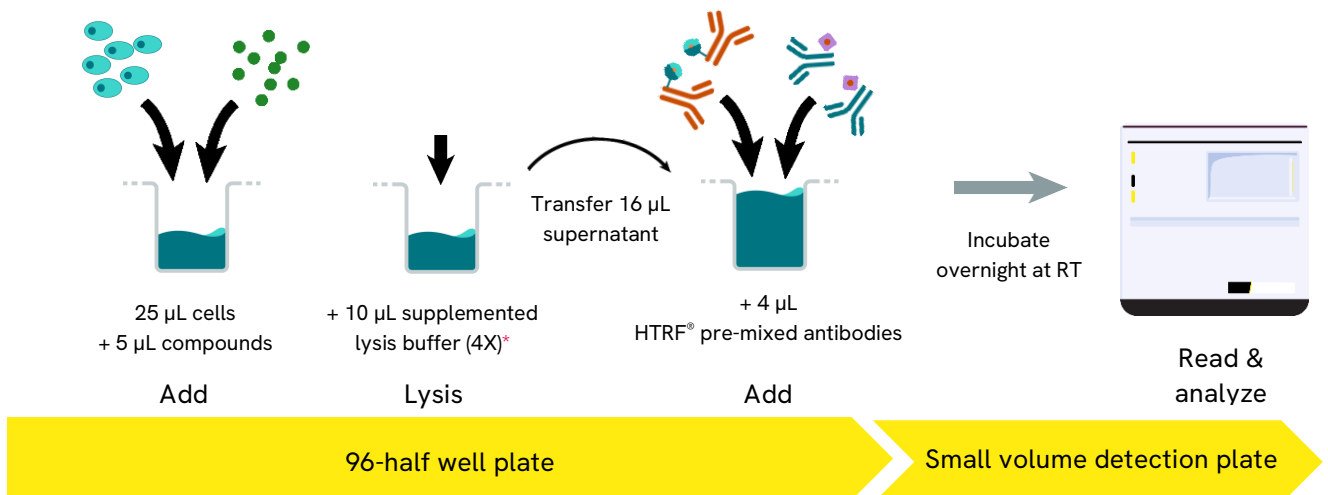 Transfer 16 µL
supernatant
Incubate
overnight at RT
25 µL cells
+ 5 µL compounds
+ 10 µL supplemented
lysis buffer (4X)*
+ 4 µL
HTRF® pre-mixed antibodies
Add
Lysis
Add
Read &
analyze
96-half well plate
Small volume detection plate